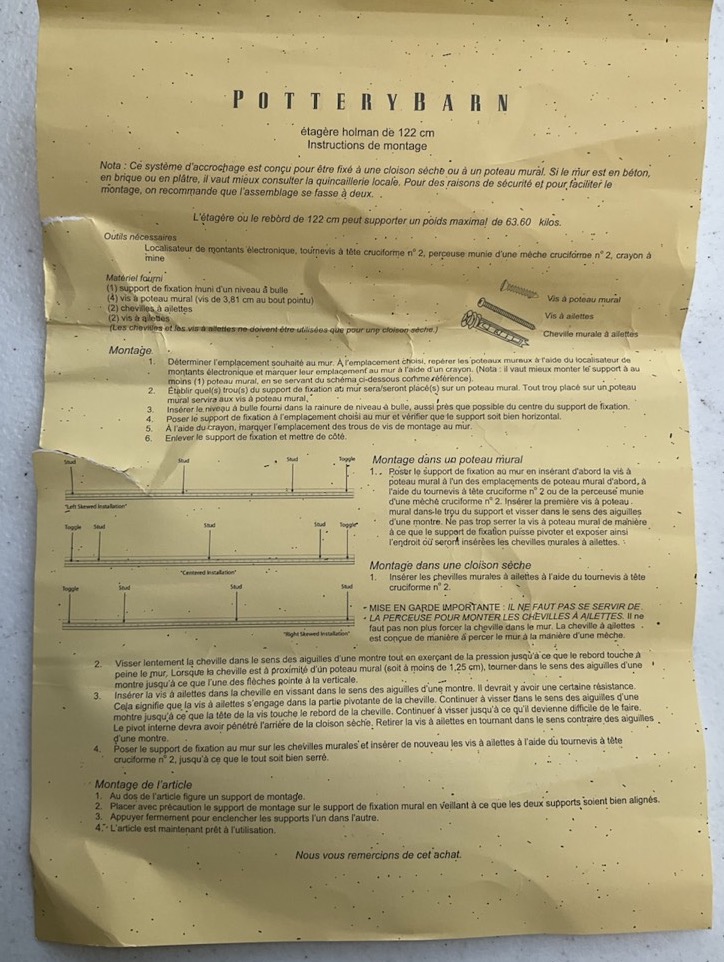 POTTERYBARN
étagère holman de 122 cm
Instructions de montage
Nota : Ce système d'accrochage est conçu pour être fixé à une cloison sèche ou à un poteau mural. Si le mur est en béton,
en brique ou en plâtre, il vaut mieux consulter la quincaillerie locale. Pour des raisons de sécurité et pour faciliter le
montage, on recommande que l'assemblage se fasse à deux.
L'étagère ou le rebord de 122 cm peut supporter un poids maximal de 63.60 kilos.
Outils nécessaires
Localisateur de montants électronique, tournevis à tête cruciforme n° 2, perceuse munie d'une mèche cruciforme n° 2, crayon à
mine
Matériel fourni
(1) support de fixation muni d'un niveau à bulle
(4) vis à poteau mural (vis de 3,81 cm au bout pointu)
(2) chevilles à ailettes
(2) vis à ailettes
(Les chevilles et les vis à ailettes ne doivent être utilisées que pour une cloison sèche.)
Vis à poteau mural
Vis à ailettes
Cheville murale à ailettes
Montage
1. Déterminer l'emplacement souhaité au mur. À l'emplacement choisi, repérer les poteaux muraux à l'aide du localisateur de
montants électronique et marquer leur emplacement au mur à l'aide d'un crayon. (Nota : il vaut mieux monter le support à au
moins (1) poteau mural, en se servant du schéma ci-dessous comme référence).
2. Établir quel(s) trou(s) du support de fixation au mur sera/seront placé(s) sur un poteau mural. Tout trou placé sur un poteau
mural servira aux vis à poteau mural.
3. Insérer le niveau à bulle fourni dans la rainure de niveau à bulle, aussi près que possible du centre du support de fixation.
4. Poser le support de fixation à l'emplacement choisi au mur et vérifier que le support soit bien horizontal.
5. À l'aide du crayon, marquer l'emplacement des trous de vis de montage au mur.
6. Enlever le support de fixation et mettre de côté.
Stud Stud Stud Toggle
"Left Skewed Installation"
Toggle Stud Stud Stud Toggle
"Centered Installation"
Toggle Stud Stud Stud
"Right Skewed Installation"
Montage dans un poteau mural
1. Poser le support de fixation au mur en insérant d'abord la vis à
poteau mural à l'un des emplacements de poteau mural d'abord, à
l'aide du tournevis à tête cruciforme n° 2 ou de la perceuse munie
d'une mèche cruciforme n° 2. Insérer la première vis à poteau
mural dans le trou du support et visser dans le sens des aiguilles
d'une montre. Ne pas trop serrer la vis à poteau mural de manière
à ce que le support de fixation puisse pivoter et exposer ainsi
l'endroit où seront insérées les chevilles murales à ailettes.
Montage dans une cloison sèche
1. Insérer les chevilles murales à ailettes à l'aide du tournevis à tête
cruciforme n° 2.
MISE EN GARDE IMPORTANTE : IL NE FAUT PAS SE SERVIR DE
LA PERCEUSE POUR MONTER LES CHEVILLES À AILETTES. Il ne
faut pas non plus forcer la cheville dans le mur. La cheville à ailettes
est conçue de manière à percer le mur à la manière d'une mèche.
2. Visser lentement la cheville dans le sens des aiguilles d'une montre tout en exerçant de la pression jusqu'à ce que le rebord touche à
peine le mur. Lorsque la cheville est à proximité d'un poteau mural (soit à moins de 1,25 cm), tourner dans le sens des aiguilles d'une
montre jusqu'à ce que l'une des flèches pointe à la verticale.
3. Insérer la vis à ailettes dans la cheville en vissant dans le sens des aiguilles d'une montre. Il devrait y avoir une certaine résistance.
Cela signifie que la vis à ailettes s'engage dans la partie pivotante de la cheville. Continuer à visser dans le sens des aiguilles d'une
montre jusqu'à ce que la tête de la vis touche le rebord de la cheville. Continuer à visser jusqu'à ce qu'il devienne difficile de le faire.
Le pivot interne devra avoir pénétré l'arrière de la cloison sèche. Retirer la vis à ailettes en tournant dans le sens contraire des aiguilles
d'une montre.
4. Poser le support de fixation au mur sur les chevilles murales et insérer de nouveau les vis à ailettes à l'aide du tournevis à tête
cruciforme n° 2, jusqu'à ce que le tout soit bien serré.
Montage de l'article
1. Au dos de l'article figure un support de montage.
2. Placer avec précaution le support de montage sur le support de fixation mural en veillant à ce que les deux supports soient bien alignés.
3. Appuyer fermement pour enclencher les supports l'un dans l'autre.
4. L'article est maintenant prêt à l'utilisation.
Nous vous remercions de cet achat.